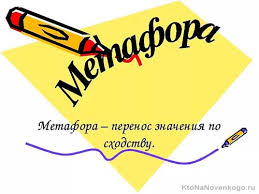 Метафора
Метафора – перенос значения по
сходству.
KtoNaNovenkogo.ru